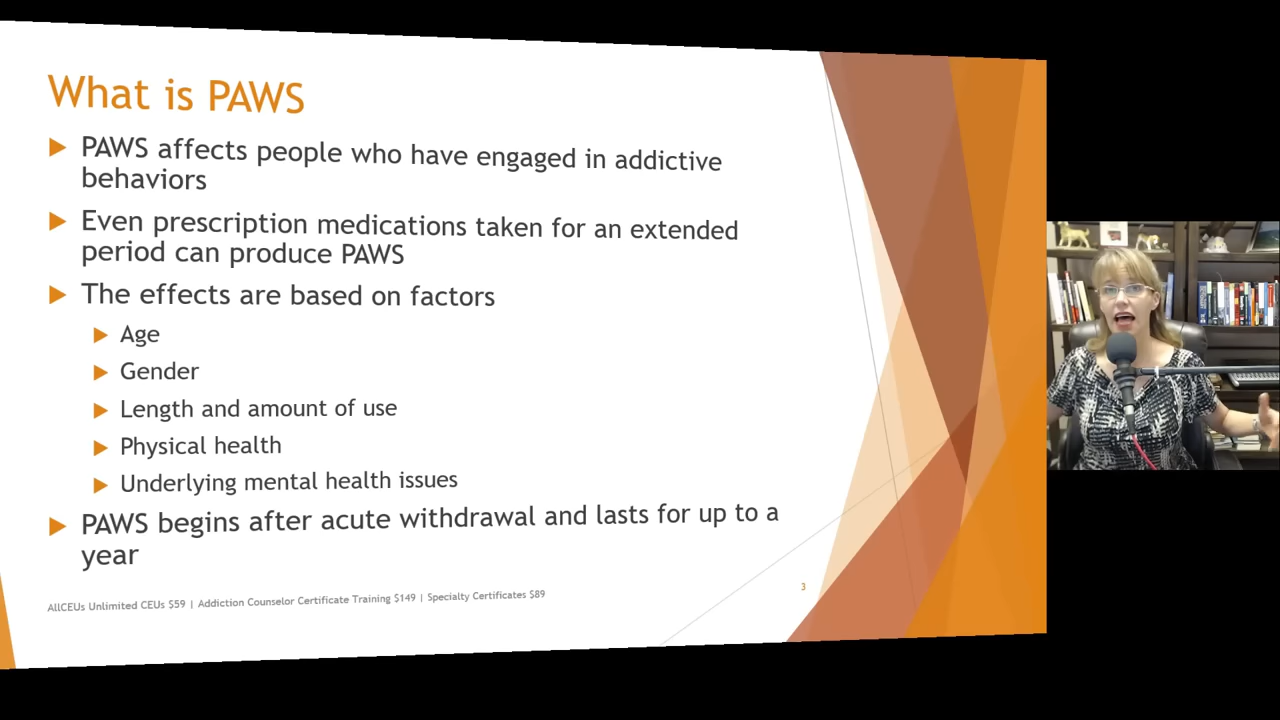 What is PAWS
PAWS affects people who have engaged in addictive
behaviors
Even prescription medications taken for an extended
period can produce PAWS
The effects are based on factors
Age
Gender
Length and amount of use
Physical health
Underlying mental health issues
PAWS begins after acute withdrawal and lasts for up to a
year
AllCEUs Unlimited CEUs $59 | Addiction Counselor Certificate Training $149 | Specialty Certificates $89
3